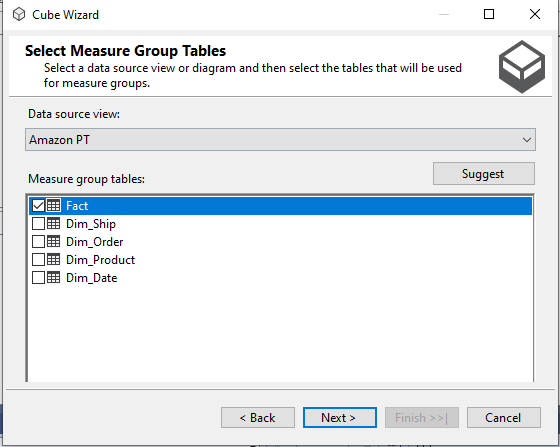 Cube Wizard
Select Measure Group Tables
Select a data source view or diagram and then select the tables that will be used
for measure groups.
Data source view:
Amazon PT
Measure group tables:
Suggest
Fact
Dim_Ship
Dim_Order
Dim_Product
Dim_Date
< Back
Next >
Finish >>|
Cancel